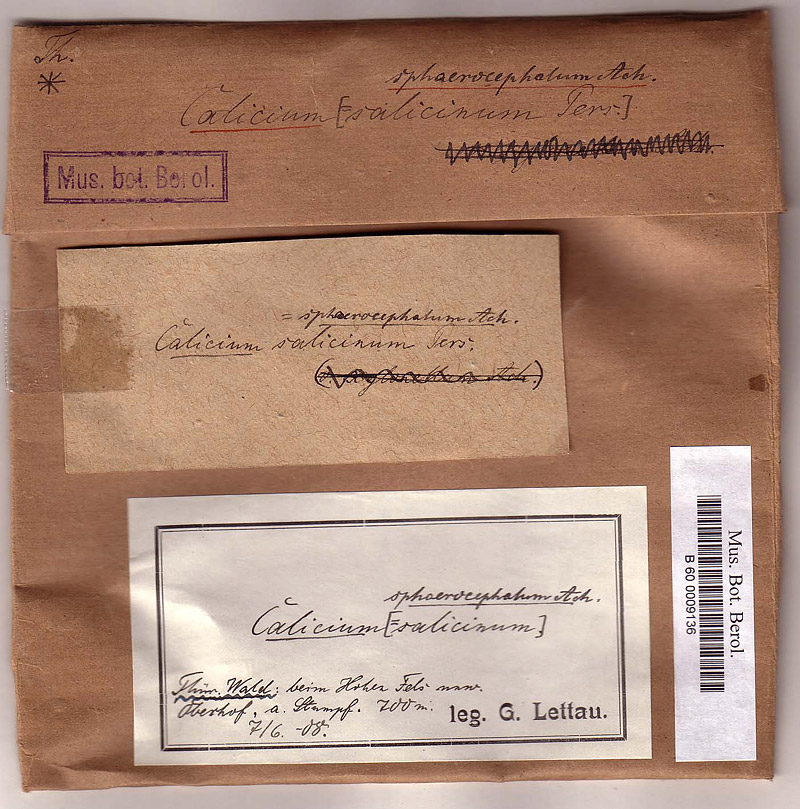 Th.
*
sphaerocephalum Ach.
Calicium [= salicinum Pers.]
Mus. bot. Berol.
= sphaerocephalum Ach.
Calicium salicinum Pers.
Ach.)
sphaerocephalum Ach.
Calicium [= salicinum]
Thür. Wald: beim Hohen Fels
Oberhof, a. Stumpf. 700 m.
7/6. -08.
leg. G. Lettau.
Mus. Bot. Berol.
B 60 0009136